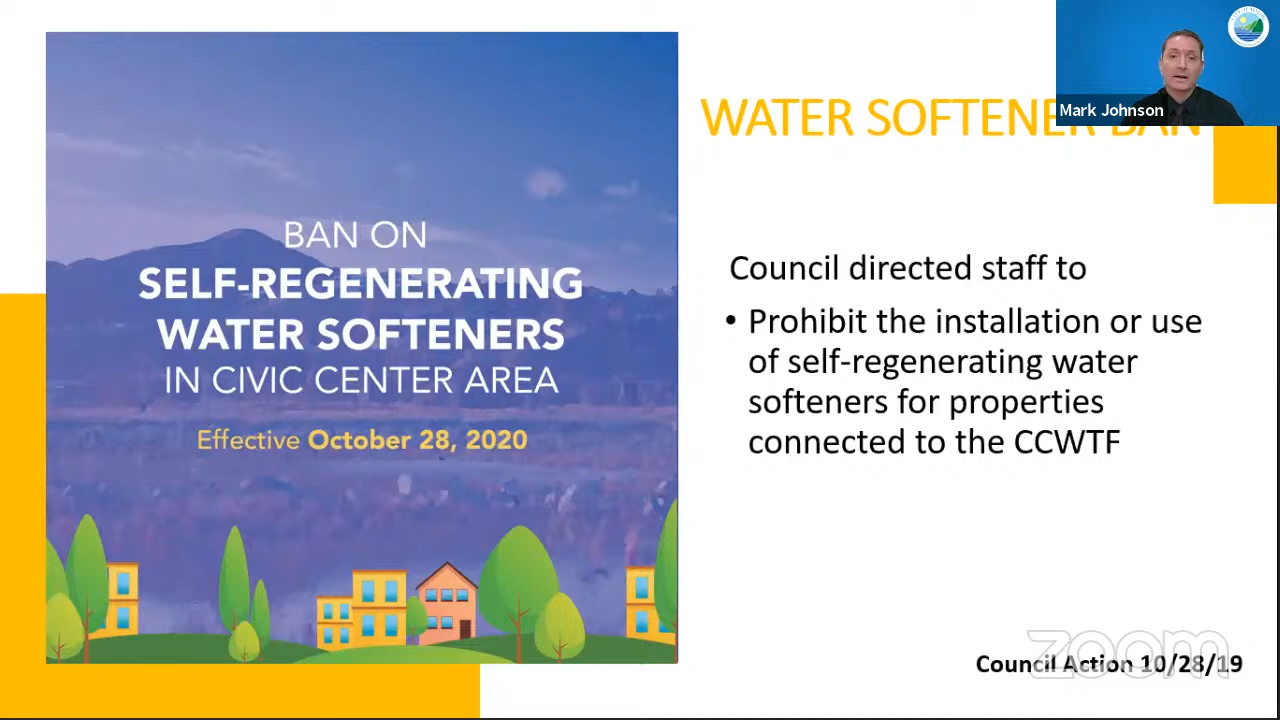 WATER SOFTENER BAN
Mark Johnson
BAN ON
SELF-REGENERATING
WATER SOFTENERS
IN CIVIC CENTER AREA
Effective October 28, 2020
Council directed staff to
• Prohibit the installation or use
of self-regenerating water
softeners for properties
connected to the CCWTF
zoom
Council Action 10/28/19